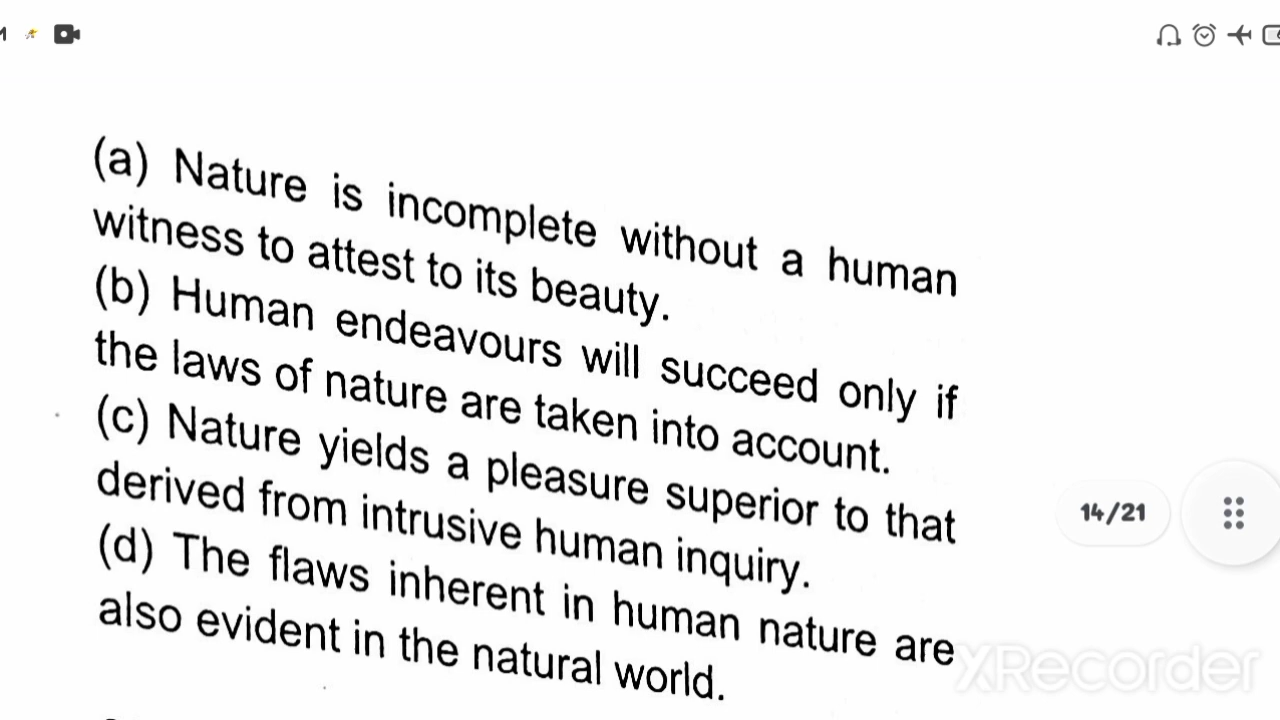 (a) Nature is incomplete without a human
witness to attest to its beauty.
(b) Human endeavours will succeed only if
the laws of nature are taken into account.
(c) Nature yields a pleasure superior to that
derived from intrusive human inquiry.
(d) The flaws inherent in human nature are
also evident in the natural world.
14/21
XRecorder